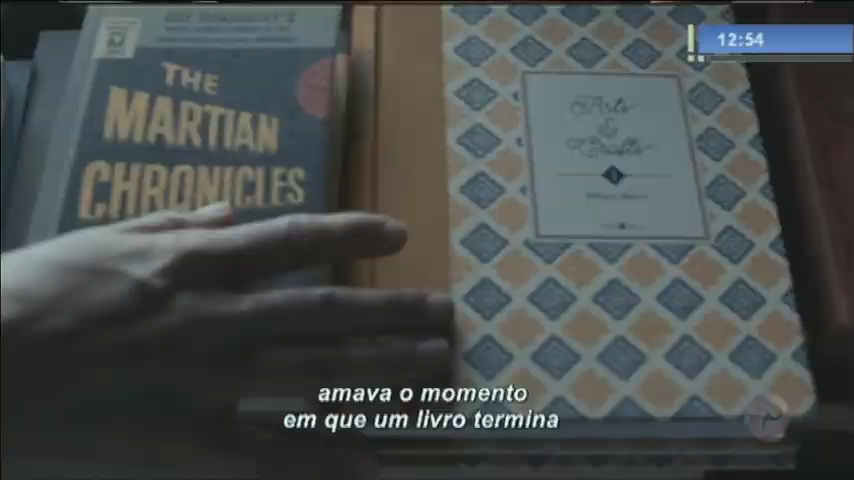 12:54
THE
MARTIAN
CHRONICLES
Arts
&
Crafts
amava o momento
em que um livro termina